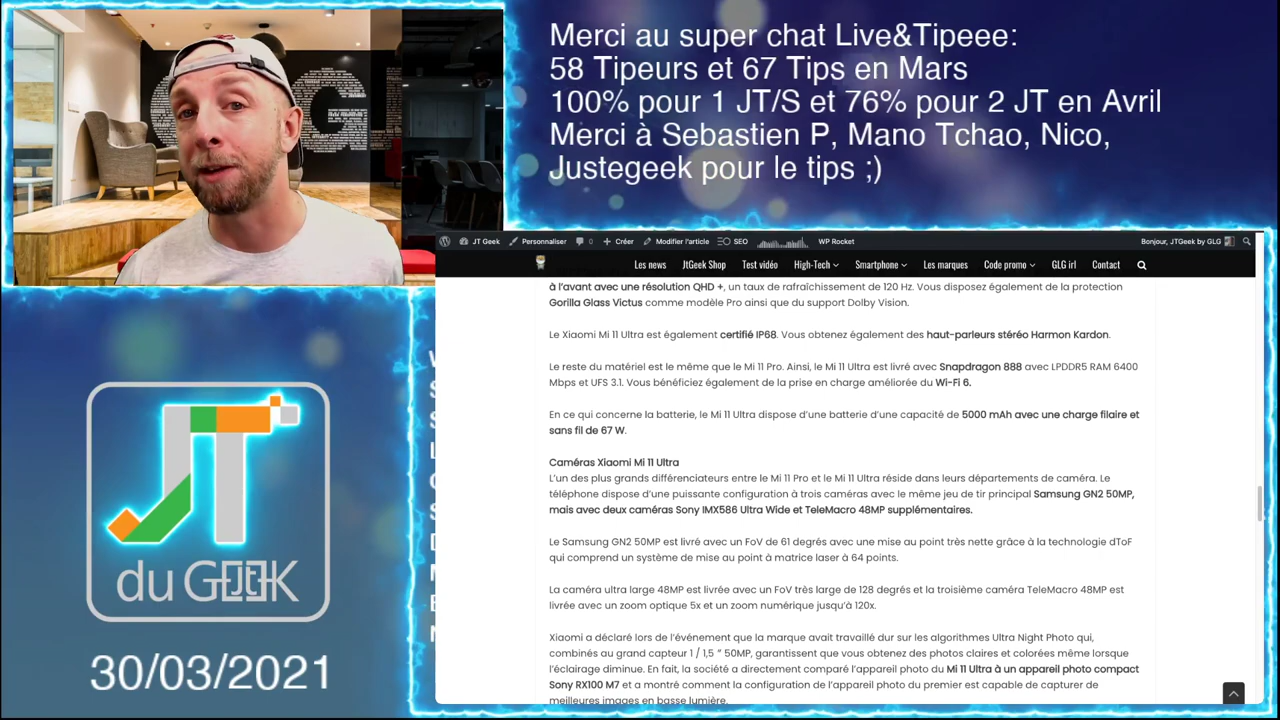 Merci au super chat Live&Tipeee:
58 Tipeurs et 67 Tips en Mars
100% pour 1 JT/S et 76% pour 2 JT en Avril
Merci à Sebastien P, Mano Tchao, Nico,
Justegeek pour le tips ;)
JT Geek Personnaliser 0 Créer Modifier l'article SEO WP Rocket Bonjour, JTGeek by GLG
Les news JtGeek Shop Test vidéo High-Tech Smartphone Les marques Code promo GLG irl Contact
à l'avant avec une résolution QHD +, un taux de rafraîchissement de 120 Hz. Vous disposez également de la protection
Gorilla Glass Victus comme modèle Pro ainsi que du support Dolby Vision.
Le Xiaomi Mi 11 Ultra est également certifié IP68. Vous obtenez également des haut-parleurs stéréo Harmon Kardon.
Le reste du matériel est le même que le Mi 11 Pro. Ainsi, le Mi 11 Ultra est livré avec Snapdragon 888 avec LPDDR5 RAM 6400
Mbps et UFS 3.1. Vous bénéficiez également de la prise en charge améliorée du Wi-Fi 6.
En ce qui concerne la batterie, le Mi 11 Ultra dispose d'une batterie d'une capacité de 5000 mAh avec une charge filaire et
sans fil de 67 W.
Caméras Xiaomi Mi 11 Ultra
L'un des plus grands différenciateurs entre le Mi 11 Pro et le Mi 11 Ultra réside dans leurs départements de caméra. Le
téléphone dispose d'une puissante configuration à trois caméras avec le même jeu de tir principal Samsung GN2 50MP,
mais avec deux caméras Sony IMX586 Ultra Wide et TeleMacro 48MP supplémentaires.
Le Samsung GN2 50MP est livré avec un FoV de 61 degrés avec une mise au point très nette grâce à la technologie dToF
qui comprend un système de mise au point à matrice laser à 64 points.
La caméra ultra large 48MP est livrée avec un FoV très large de 128 degrés et la troisième caméra TeleMacro 48MP est
livrée avec un zoom optique 5x et un zoom numérique jusqu'à 120x.
Xiaomi a déclaré lors de l'événement que la marque avait travaillé dur sur les algorithmes Ultra Night Photo qui,
combinés au grand capteur 1 / 1,5 ″ 50MP, garantissent que vous obtenez des photos claires et colorées même lorsque
l'éclairage diminue. En fait, la société a directement comparé l'appareil photo du Mi 11 Ultra à un appareil photo compact
Sony RX100 M7 et a montré comment la configuration de l'appareil photo du premier est capable de capturer de
meilleures images en basse lumière.
JT
du GEEK
30/03/2021